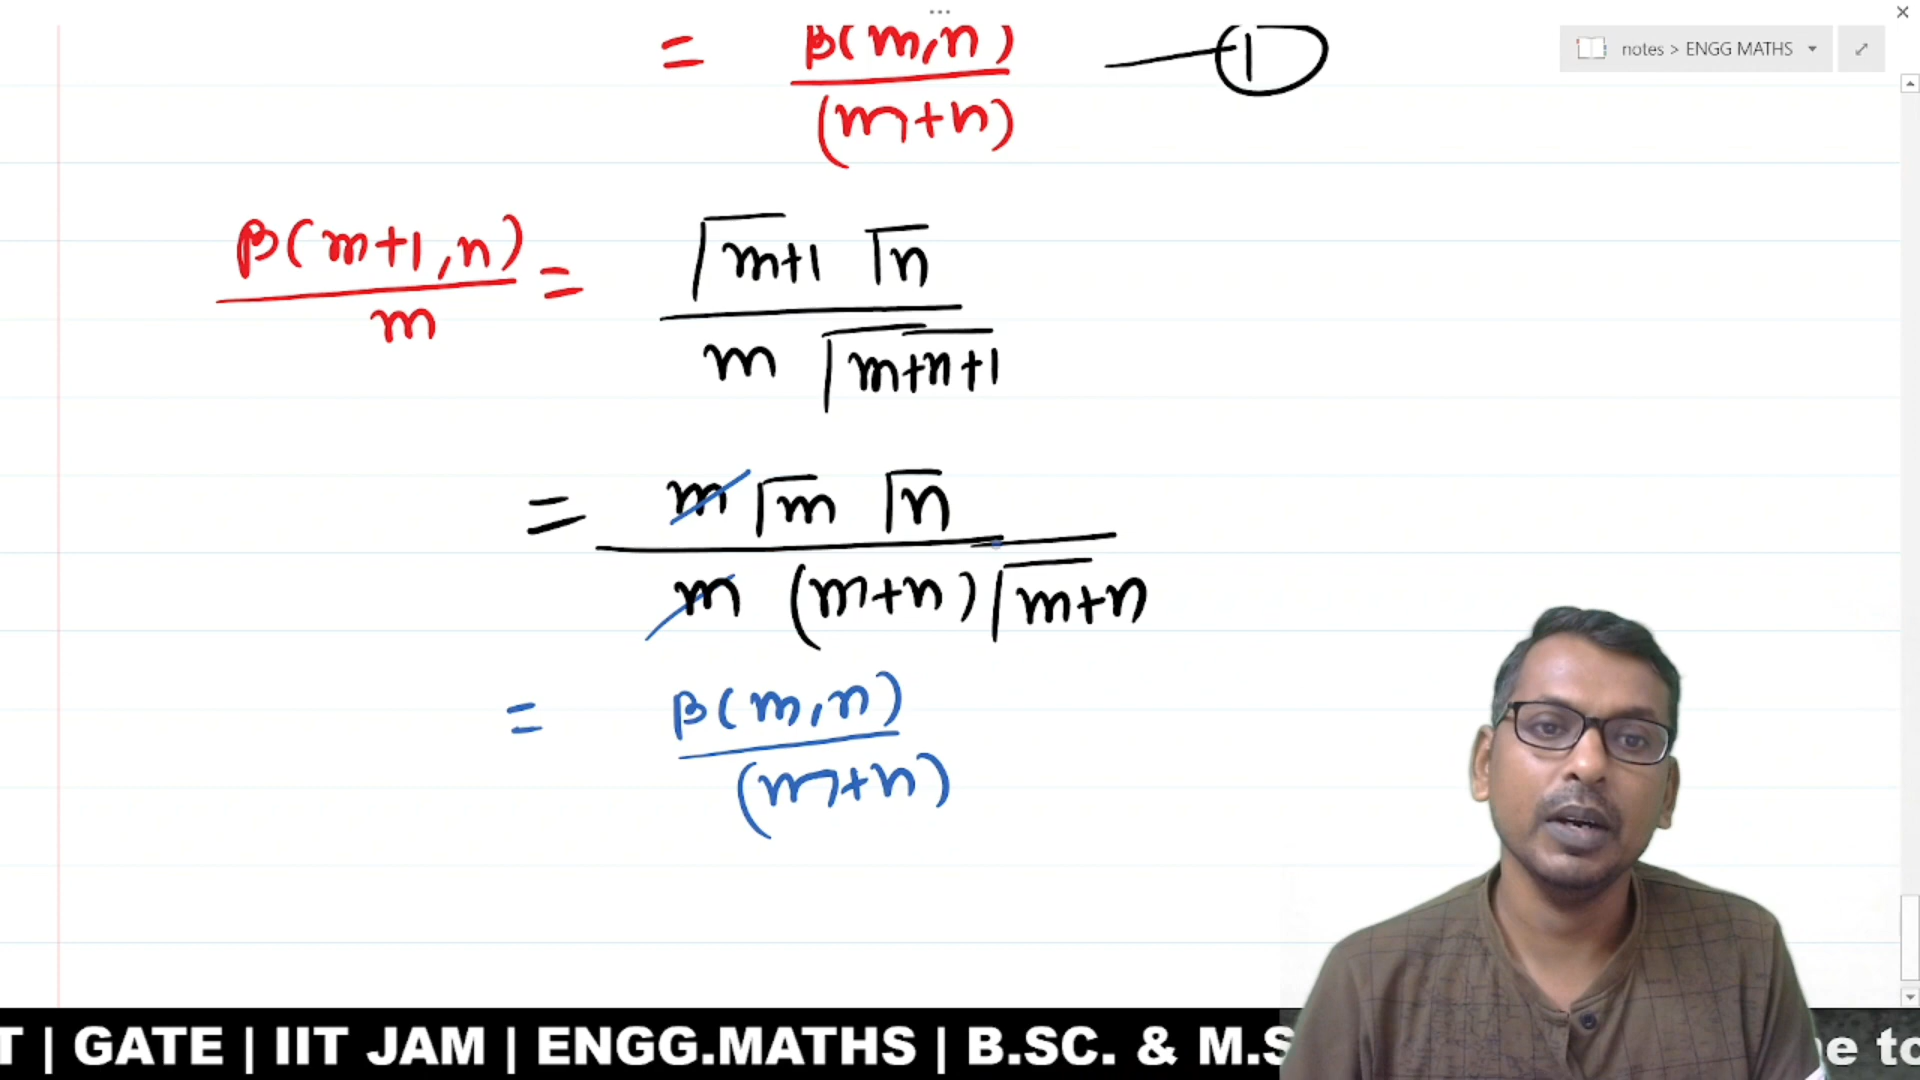 ...
notes > ENGG MATHS
= β(m,n) —— ①
(m+n)
β(m+1,n) = Γm+1 Γn
m m Γm+n+1
= m Γm Γn
m (m+n) Γm+n
= β(m,n)
(m+n)
T | GATE | IIT JAM | ENGG.MATHS | B.SC. & M.S
e to